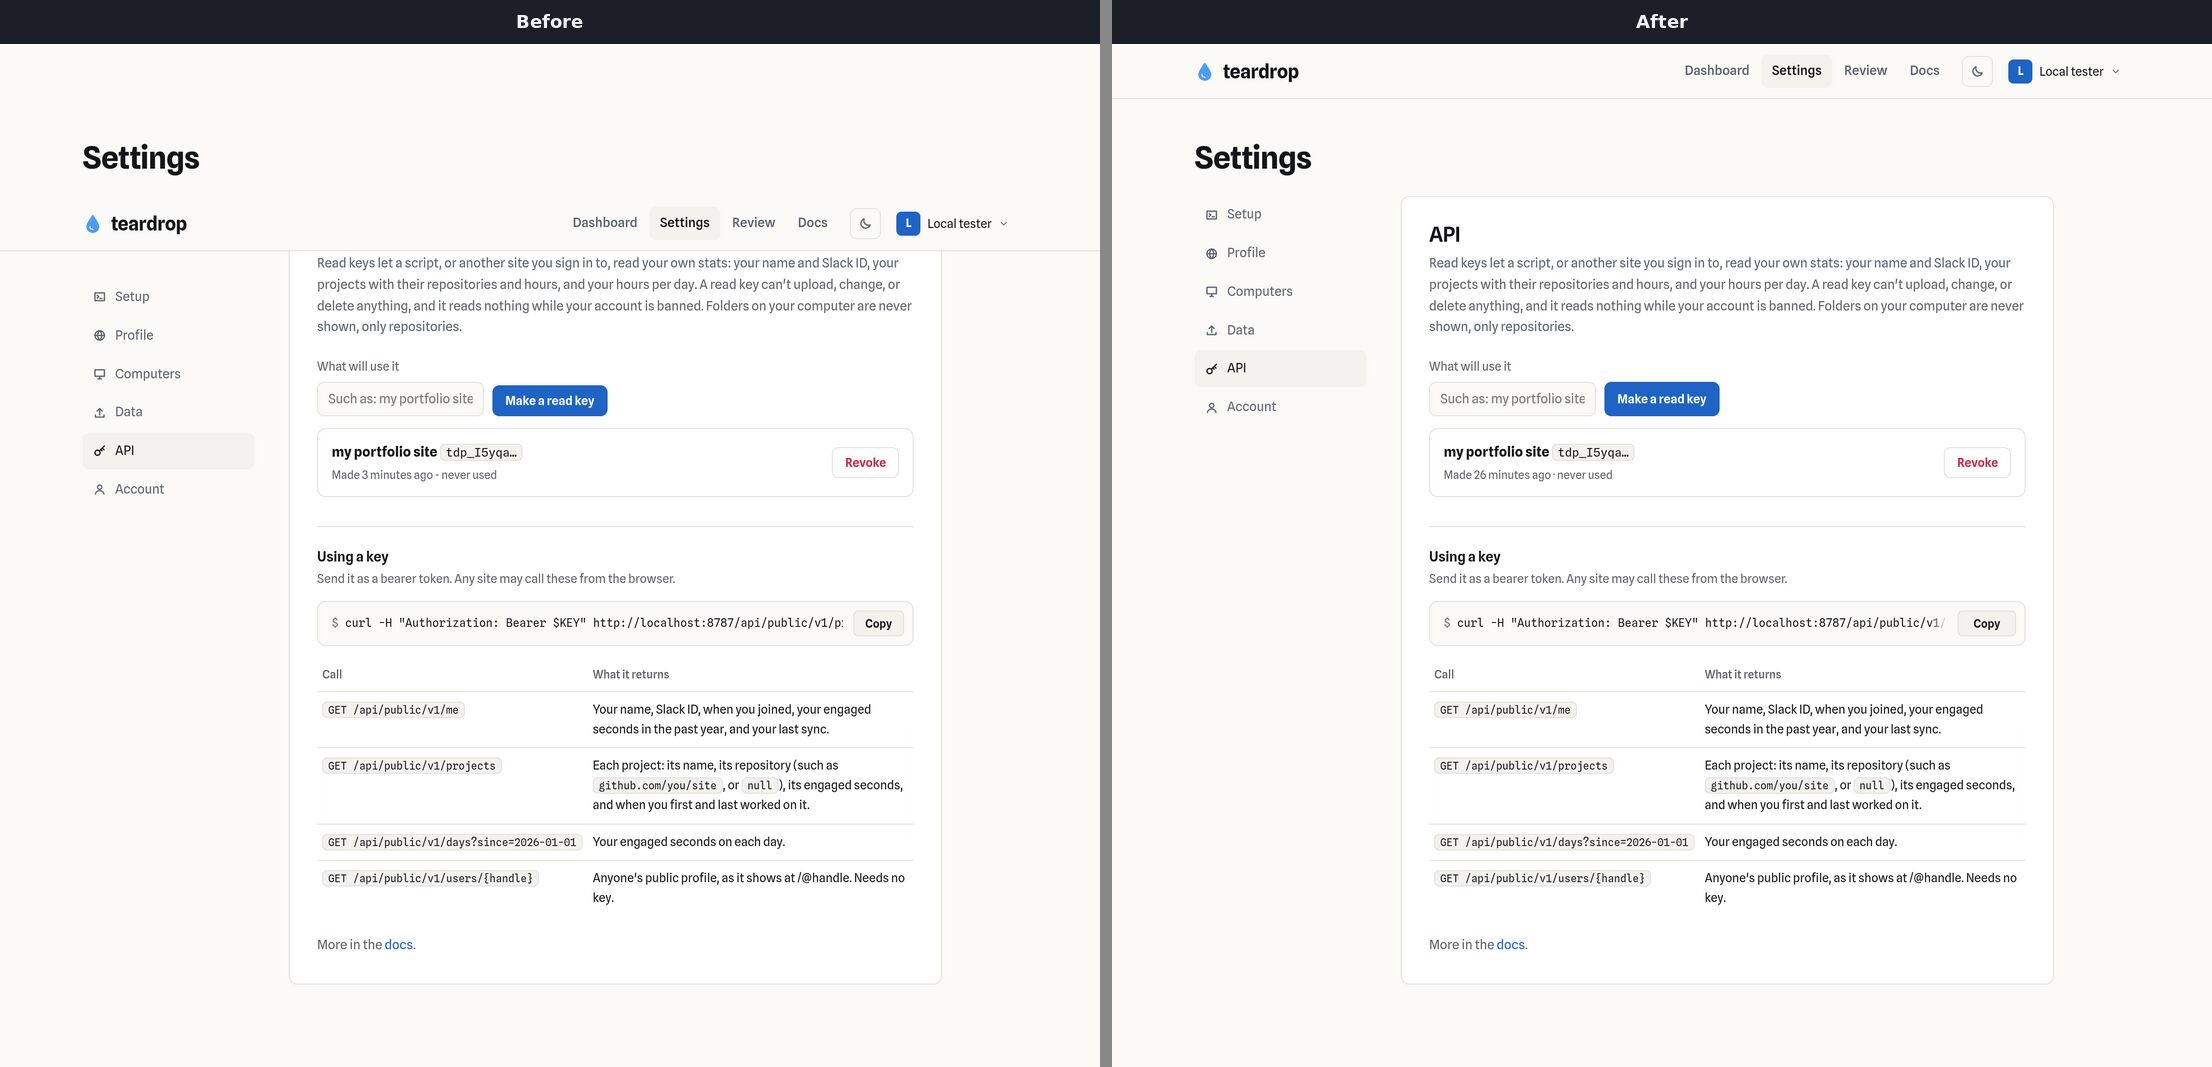 Before
Settings
teardrop
Dashboard Settings Review Docs L Local tester
Setup
Profile
Computers
Data
API
Account
Read keys let a script, or another site you sign in to, read your own stats: your name and Slack ID, your
projects with their repositories and hours, and your hours per day. A read key can't upload, change, or
delete anything, and it reads nothing while your account is banned. Folders on your computer are never
shown, only repositories.
What will use it
Such as: my portfolio site
Make a read key
my portfolio site tdp_I5yqa…
Made 3 minutes ago - never used
Revoke
Using a key
Send it as a bearer token. Any site may call these from the browser.
$ curl -H "Authorization: Bearer $KEY" http://localhost:8787/api/public/v1/p
Copy
Call What it returns
GET /api/public/v1/me
Your name, Slack ID, when you joined, your engaged
seconds in the past year, and your last sync.
GET /api/public/v1/projects
Each project: its name, its repository (such as
github.com/you/site, or null), its engaged seconds,
and when you first and last worked on it.
GET /api/public/v1/days?since=2026-01-01
Your engaged seconds on each day.
GET /api/public/v1/users/{handle}
Anyone's public profile, as it shows at /@handle. Needs no
key.
More in the docs.
After
teardrop
Dashboard Settings Review Docs L Local tester
Settings
Setup
Profile
Computers
Data
API
Account
API
Read keys let a script, or another site you sign in to, read your own stats: your name and Slack ID, your
projects with their repositories and hours, and your hours per day. A read key can't upload, change, or
delete anything, and it reads nothing while your account is banned. Folders on your computer are never
shown, only repositories.
What will use it
Such as: my portfolio site
Make a read key
my portfolio site tdp_I5yqa…
Made 26 minutes ago · never used
Revoke
Using a key
Send it as a bearer token. Any site may call these from the browser.
$ curl -H "Authorization: Bearer $KEY" http://localhost:8787/api/public/v1/
Copy
Call What it returns
GET /api/public/v1/me
Your name, Slack ID, when you joined, your engaged
seconds in the past year, and your last sync.
GET /api/public/v1/projects
Each project: its name, its repository (such as
github.com/you/site, or null), its engaged seconds,
and when you first and last worked on it.
GET /api/public/v1/days?since=2026-01-01
Your engaged seconds on each day.
GET /api/public/v1/users/{handle}
Anyone's public profile, as it shows at /@handle. Needs no
key.
More in the docs.